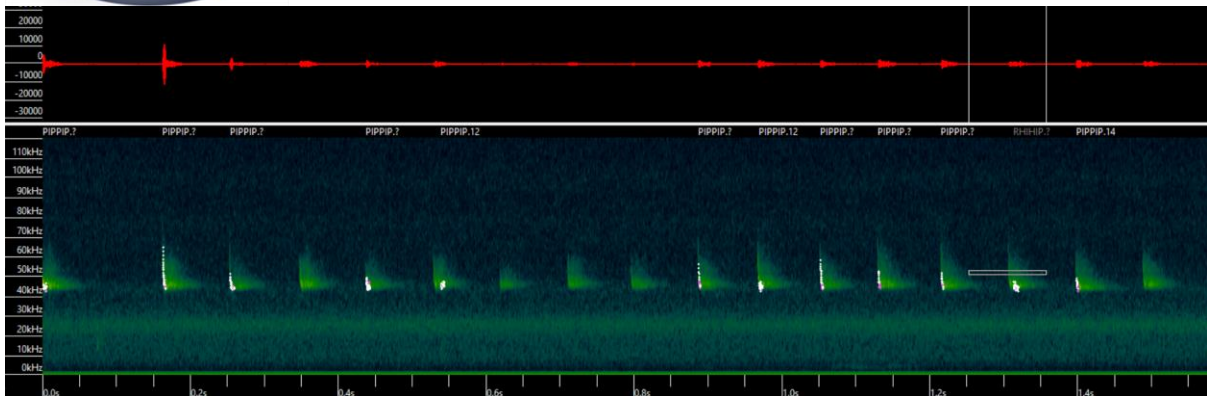 20000
10000
0
-10000
-20000
-30000
PIPPIP.? PIPPIP.? PIPPIP.? PIPPIP.? PIPPIP.12 PIPPIP.? PIPPIP.12 PIPPIP.? PIPPIP.? PIPPIP.? RHIHIP.? PIPPIP.14
110kHz
100kHz
90kHz
80kHz
70kHz
60kHz
50kHz
40kHz
30kHz
20kHz
10kHz
0kHz
0.0s 0.2s 0.4s 0.6s 0.8s 1.0s 1.2s 1.4s